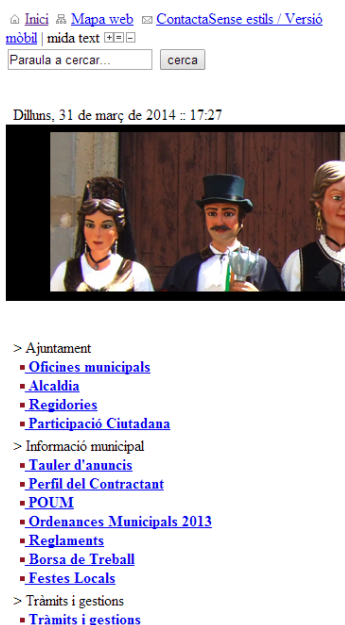 Inici Mapa web ContactaSense estils / Versió
mòbil | mida text + = -
Paraula a cercar... cerca
Dilluns, 31 de març de 2014 :: 17:27
> Ajuntament
Oficines municipals
Alcaldia
Regidories
Participació Ciutadana
> Informació municipal
Tauler d'anuncis
Perfil del Contractant
POUM
Ordenances Municipals 2013
Reglaments
Borsa de Treball
Festes Locals
> Tràmits i gestions
Tràmits i gestions